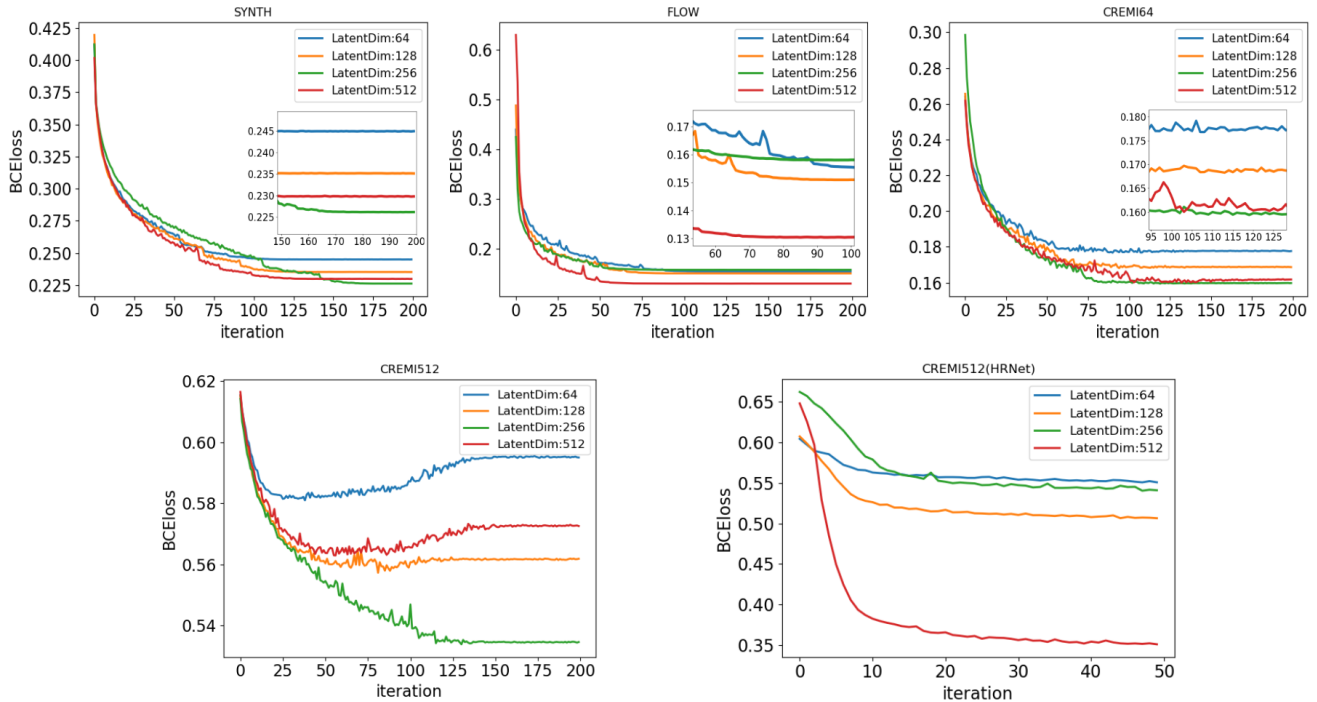 SYNTH
0.425
0.400
0.375
0.350
0.325
0.300
0.275
0.250
0.225
BCEloss
LatentDim:64
LatentDim:128
LatentDim:256
LatentDim:512
0.245
0.240
0.235
0.230
0.225
150 160 170 180 190 200
0 25 50 75 100 125 150 175 200
iteration
FLOW
0.6
0.5
0.4
0.3
0.2
BCEloss
LatentDim:64
LatentDim:128
LatentDim:256
LatentDim:512
0.17
0.16
0.15
0.14
0.13
60 70 80 90 100
0 25 50 75 100 125 150 175 200
iteration
CREMI64
0.30
0.28
0.26
0.24
0.22
0.20
0.18
0.16
BCEloss
LatentDim:64
LatentDim:128
LatentDim:256
LatentDim:512
0.180
0.175
0.170
0.165
0.160
95 100 105 110 115 120 125
0 25 50 75 100 125 150 175 200
iteration
CREMI512
0.62
0.60
0.58
0.56
0.54
BCEloss
LatentDim:64
LatentDim:128
LatentDim:256
LatentDim:512
0 25 50 75 100 125 150 175 200
iteration
CREMI512(HRNet)
0.65
0.60
0.55
0.50
0.45
0.40
0.35
BCEloss
LatentDim:64
LatentDim:128
LatentDim:256
LatentDim:512
0 10 20 30 40 50
iteration